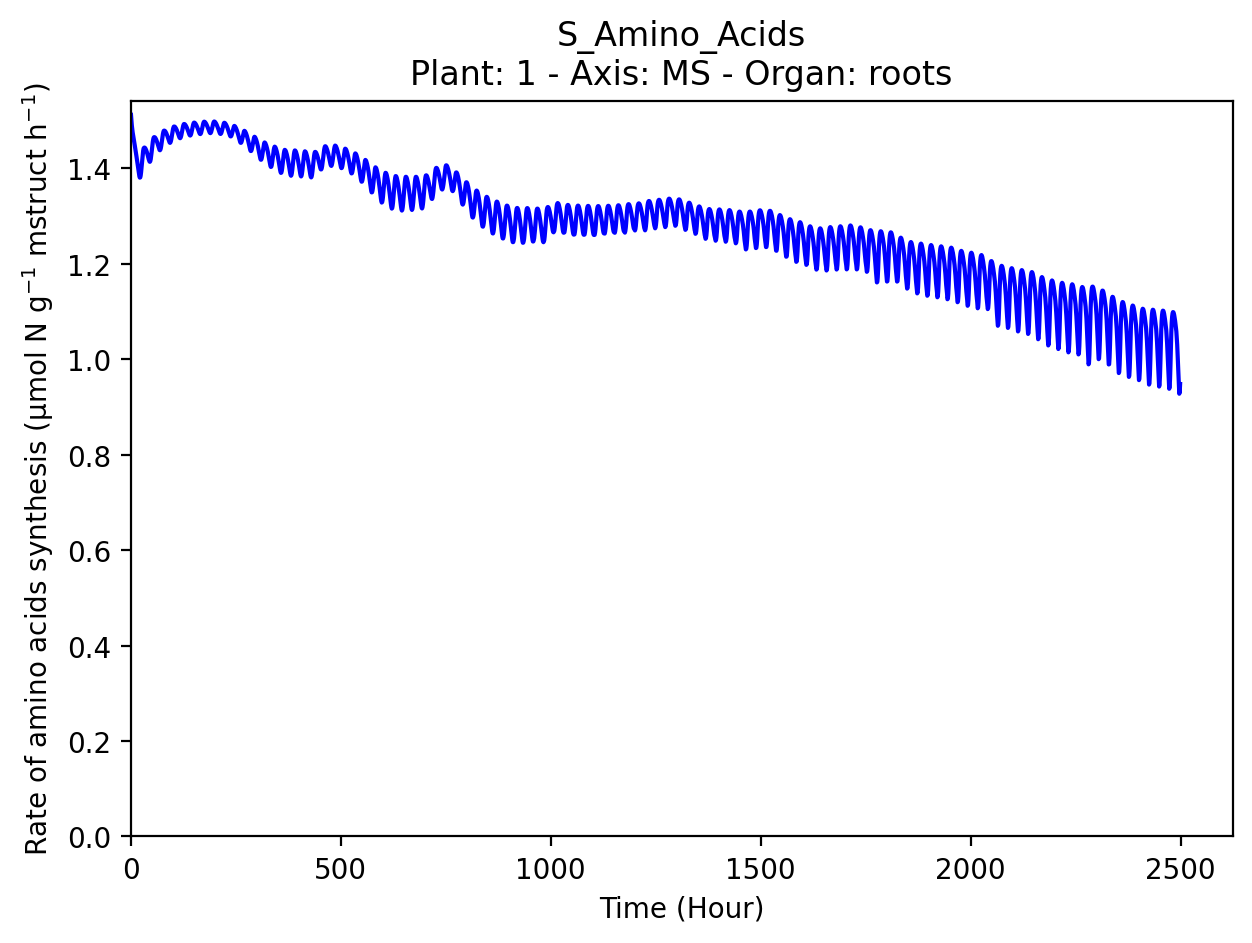 S_Amino_Acids
Plant: 1 - Axis: MS - Organ: roots
Rate of amino acids synthesis (µmol N g⁻¹ mstruct h⁻¹)
1.4
1.2
1.0
0.8
0.6
0.4
0.2
0.0
0 500 1000 1500 2000 2500
Time (Hour)